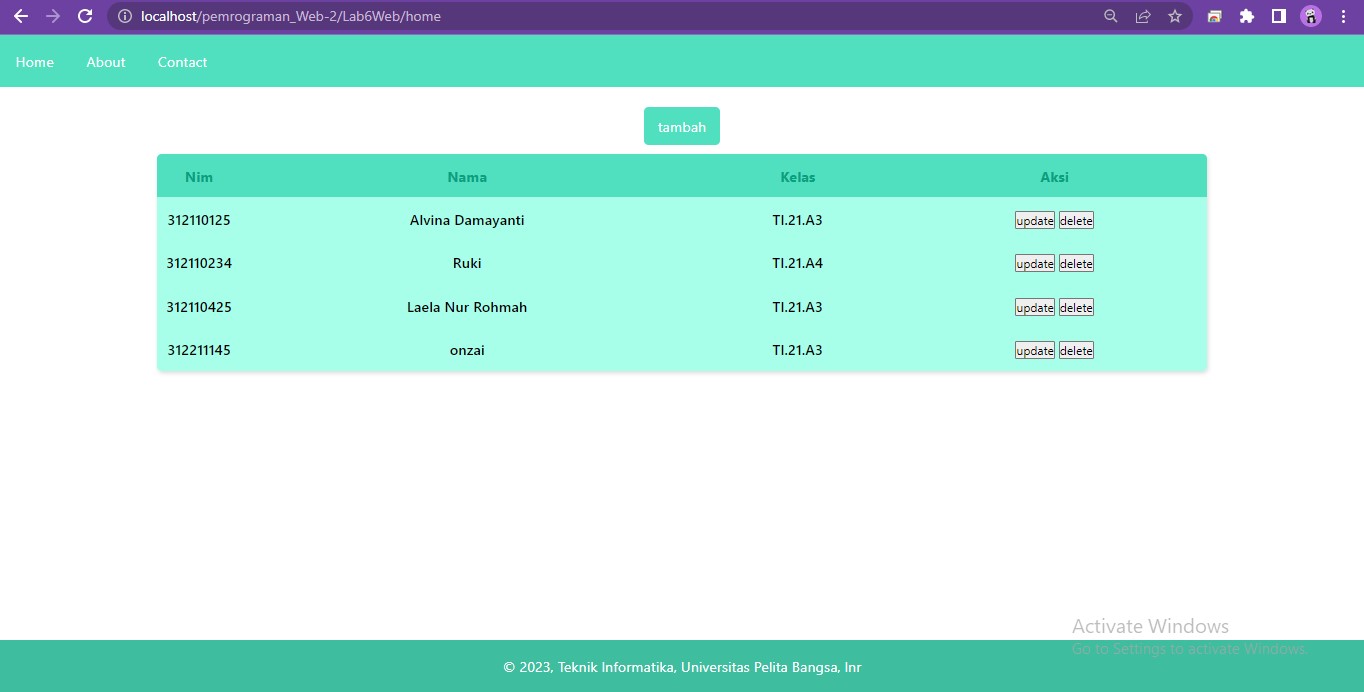 localhost/pemrograman_Web-2/Lab6Web/home
Home About Contact
tambah
Nim Nama Kelas Aksi
312110125 Alvina Damayanti TI.21.A3 update delete
312110234 Ruki TI.21.A4 update delete
312110425 Laela Nur Rohmah TI.21.A3 update delete
312211145 onzai TI.21.A3 update delete
Activate Windows
Go to Settings to activate Windows.
© 2023, Teknik Informatika, Universitas Pelita Bangsa, Inr